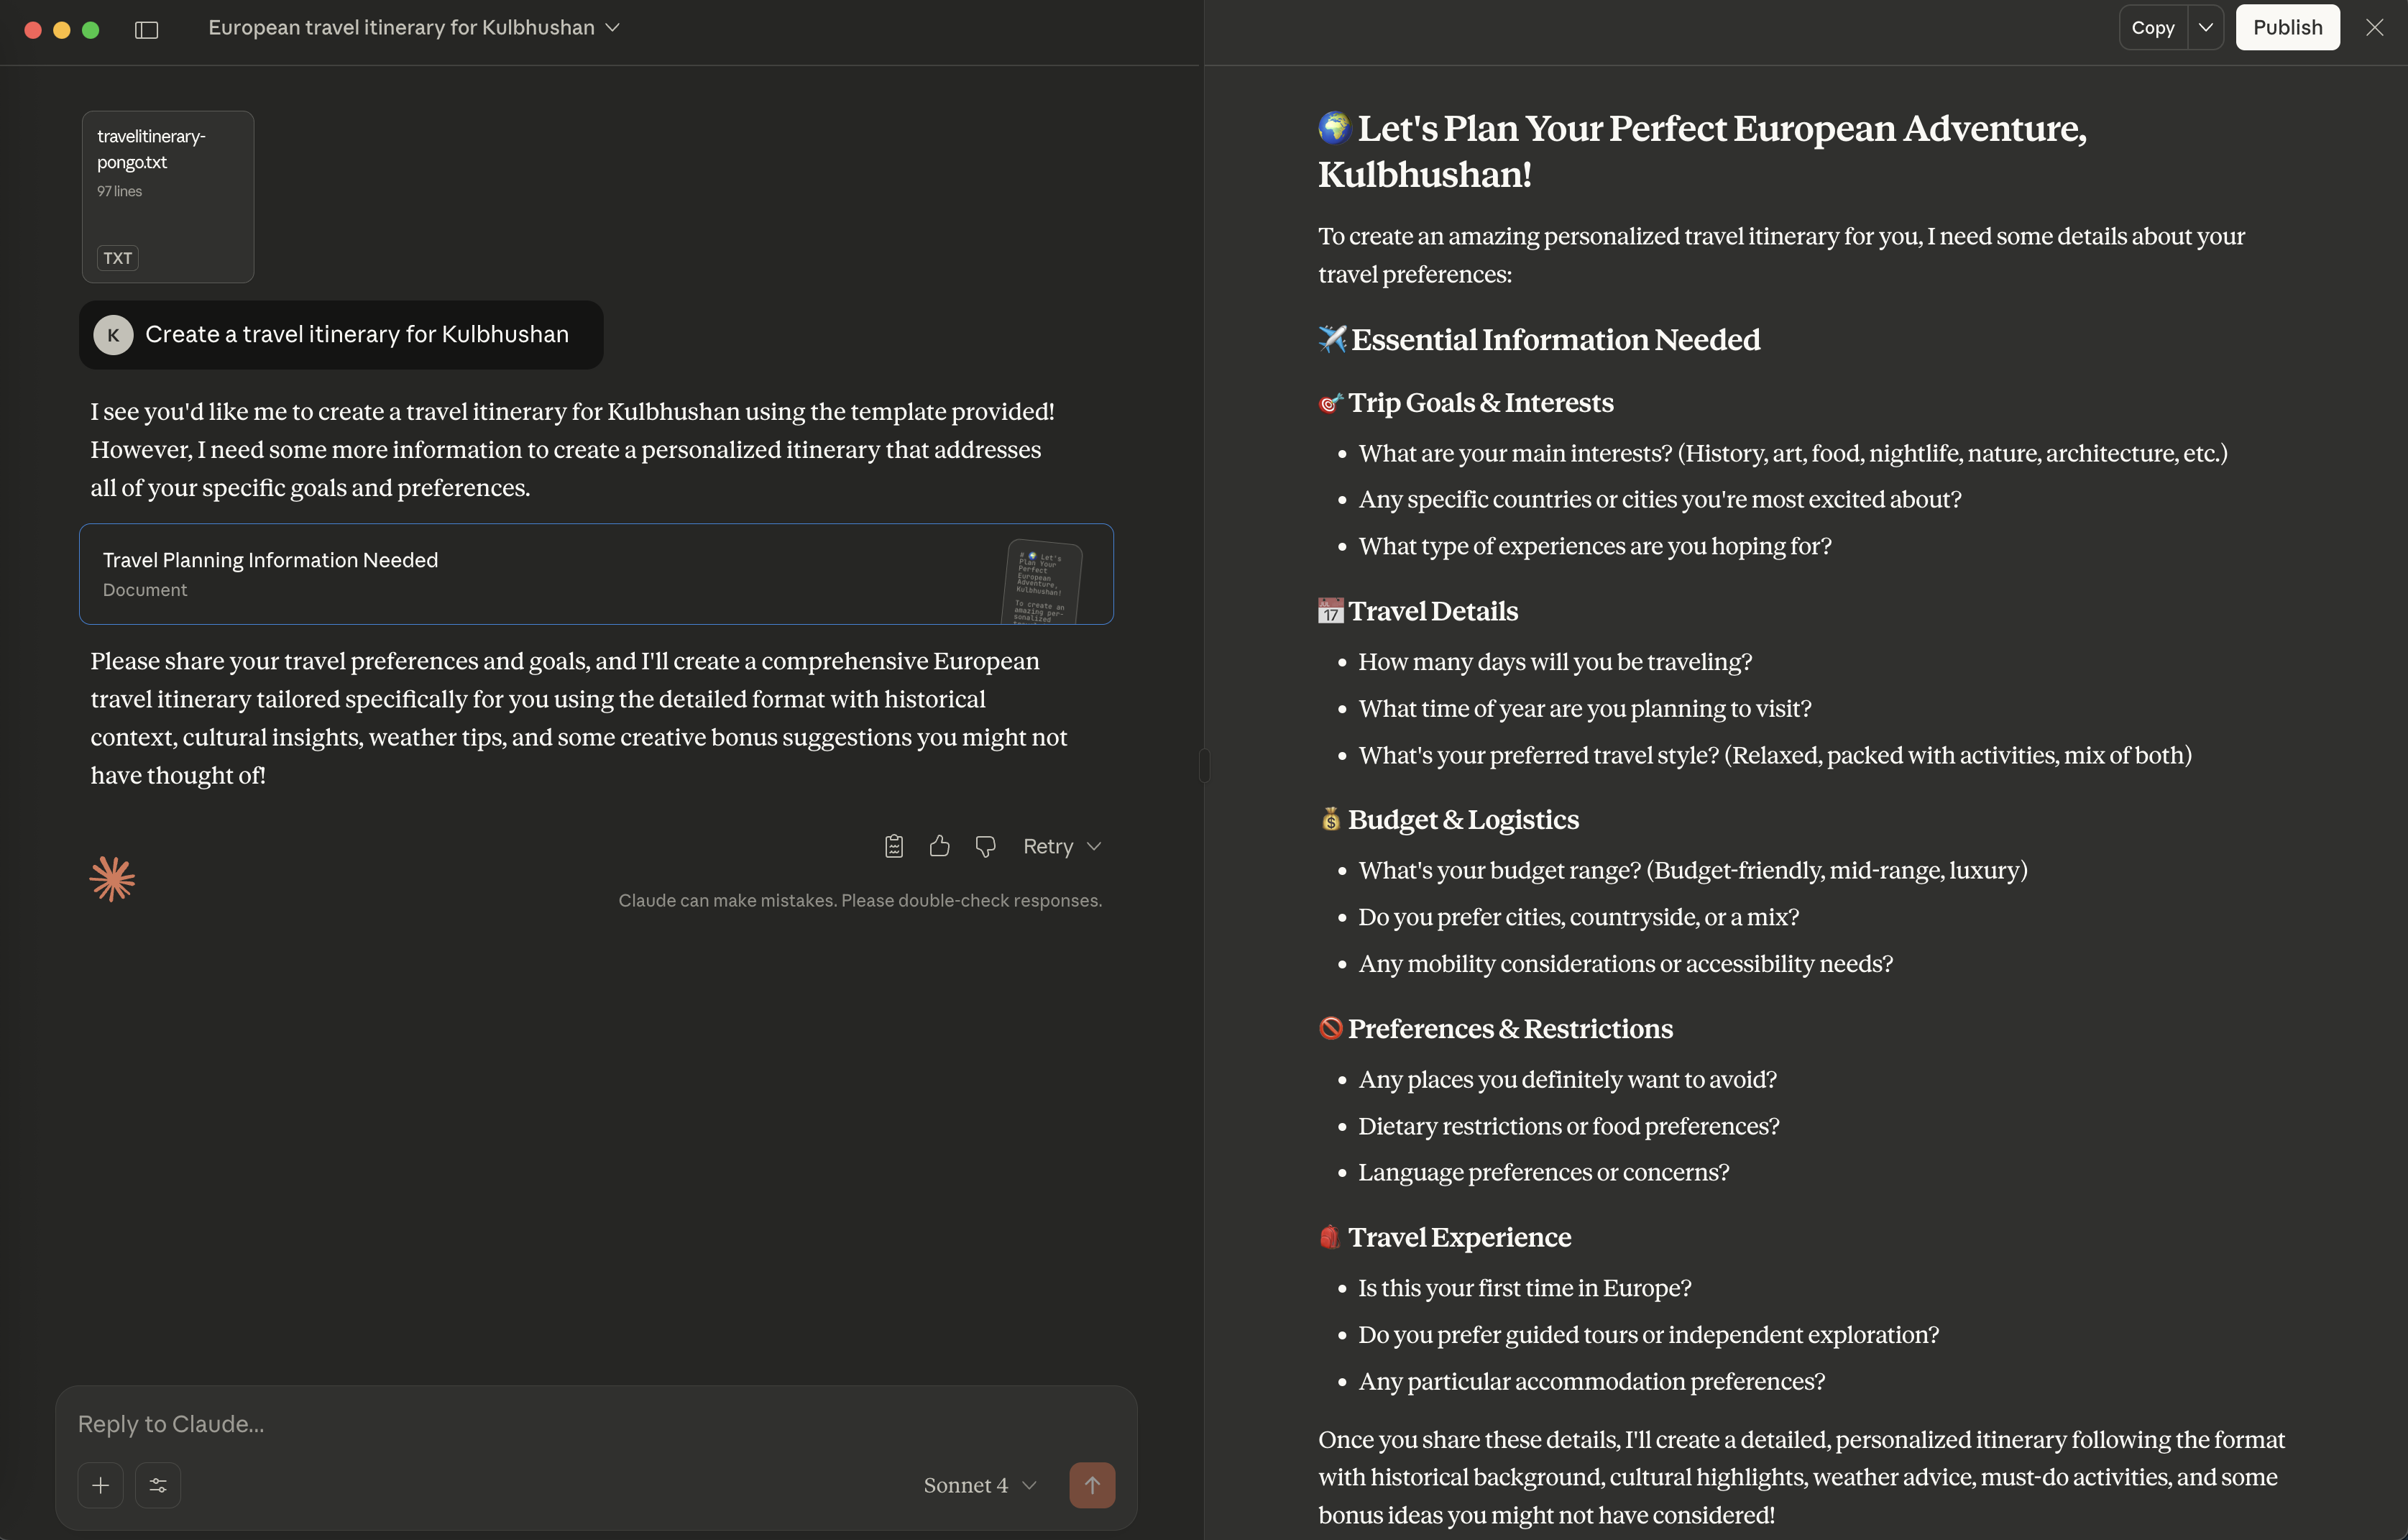 European travel itinerary for Kulbhushan
Copy
Publish
travelitinerary-
pongo.txt
97 lines
TXT
K
Create a travel itinerary for Kulbhushan
I see you'd like me to create a travel itinerary for Kulbhushan using the template provided!
However, I need some more information to create a personalized itinerary that addresses
all of your specific goals and preferences.
Travel Planning Information Needed
Document
# 🌍 Let's
Plan Your
Perfect
European
Adventure,
Kulbhushan!
To create an
amazing per-
sonalized
Please share your travel preferences and goals, and I'll create a comprehensive European
travel itinerary tailored specifically for you using the detailed format with historical
context, cultural insights, weather tips, and some creative bonus suggestions you might not
have thought of!
Retry
Claude can make mistakes. Please double-check responses.
Reply to Claude...
Sonnet 4
🌍 Let's Plan Your Perfect European Adventure,
Kulbhushan!
To create an amazing personalized travel itinerary for you, I need some details about your
travel preferences:
✈️ Essential Information Needed
🎯 Trip Goals & Interests
• What are your main interests? (History, art, food, nightlife, nature, architecture, etc.)
• Any specific countries or cities you're most excited about?
• What type of experiences are you hoping for?
📅 Travel Details
• How many days will you be traveling?
• What time of year are you planning to visit?
• What's your preferred travel style? (Relaxed, packed with activities, mix of both)
💰 Budget & Logistics
• What's your budget range? (Budget-friendly, mid-range, luxury)
• Do you prefer cities, countryside, or a mix?
• Any mobility considerations or accessibility needs?
🚫 Preferences & Restrictions
• Any places you definitely want to avoid?
• Dietary restrictions or food preferences?
• Language preferences or concerns?
🎒 Travel Experience
• Is this your first time in Europe?
• Do you prefer guided tours or independent exploration?
• Any particular accommodation preferences?
Once you share these details, I'll create a detailed, personalized itinerary following the format
with historical background, cultural highlights, weather advice, must-do activities, and some
bonus ideas you might not have considered!